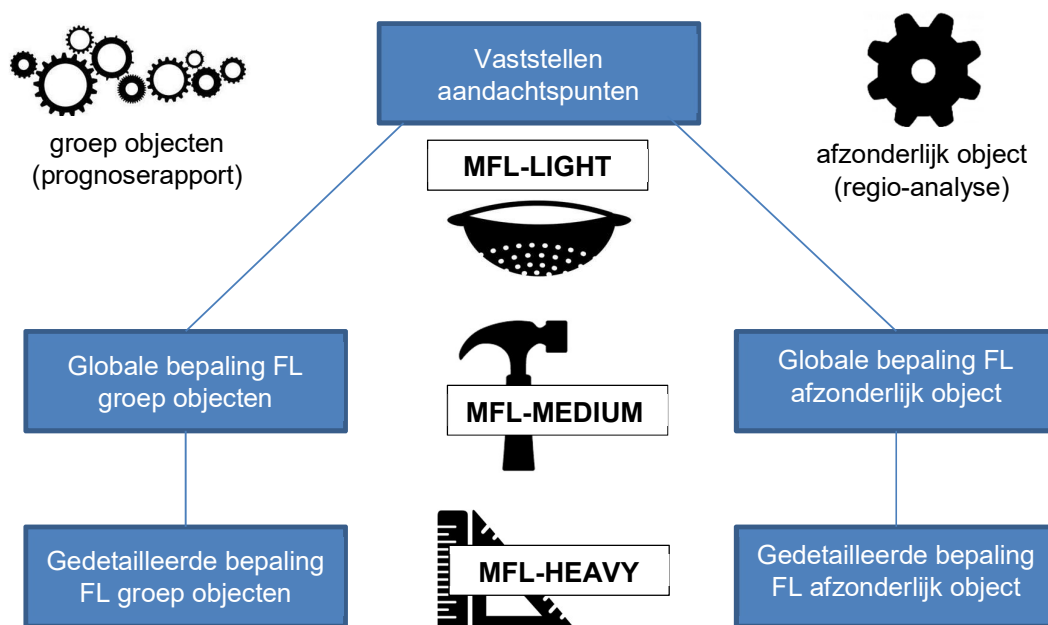 Vaststellen
aandachtspunten
groep objecten
(prognoserapport)
afzonderlijk object
(regio-analyse)
MFL-LIGHT
Globale bepaling FL
groep objecten
MFL-MEDIUM
Globale bepaling FL
afzonderlijk object
Gedetailleerde bepaling
FL groep objecten
MFL-HEAVY
Gedetailleerde bepaling
FL afzonderlijk object